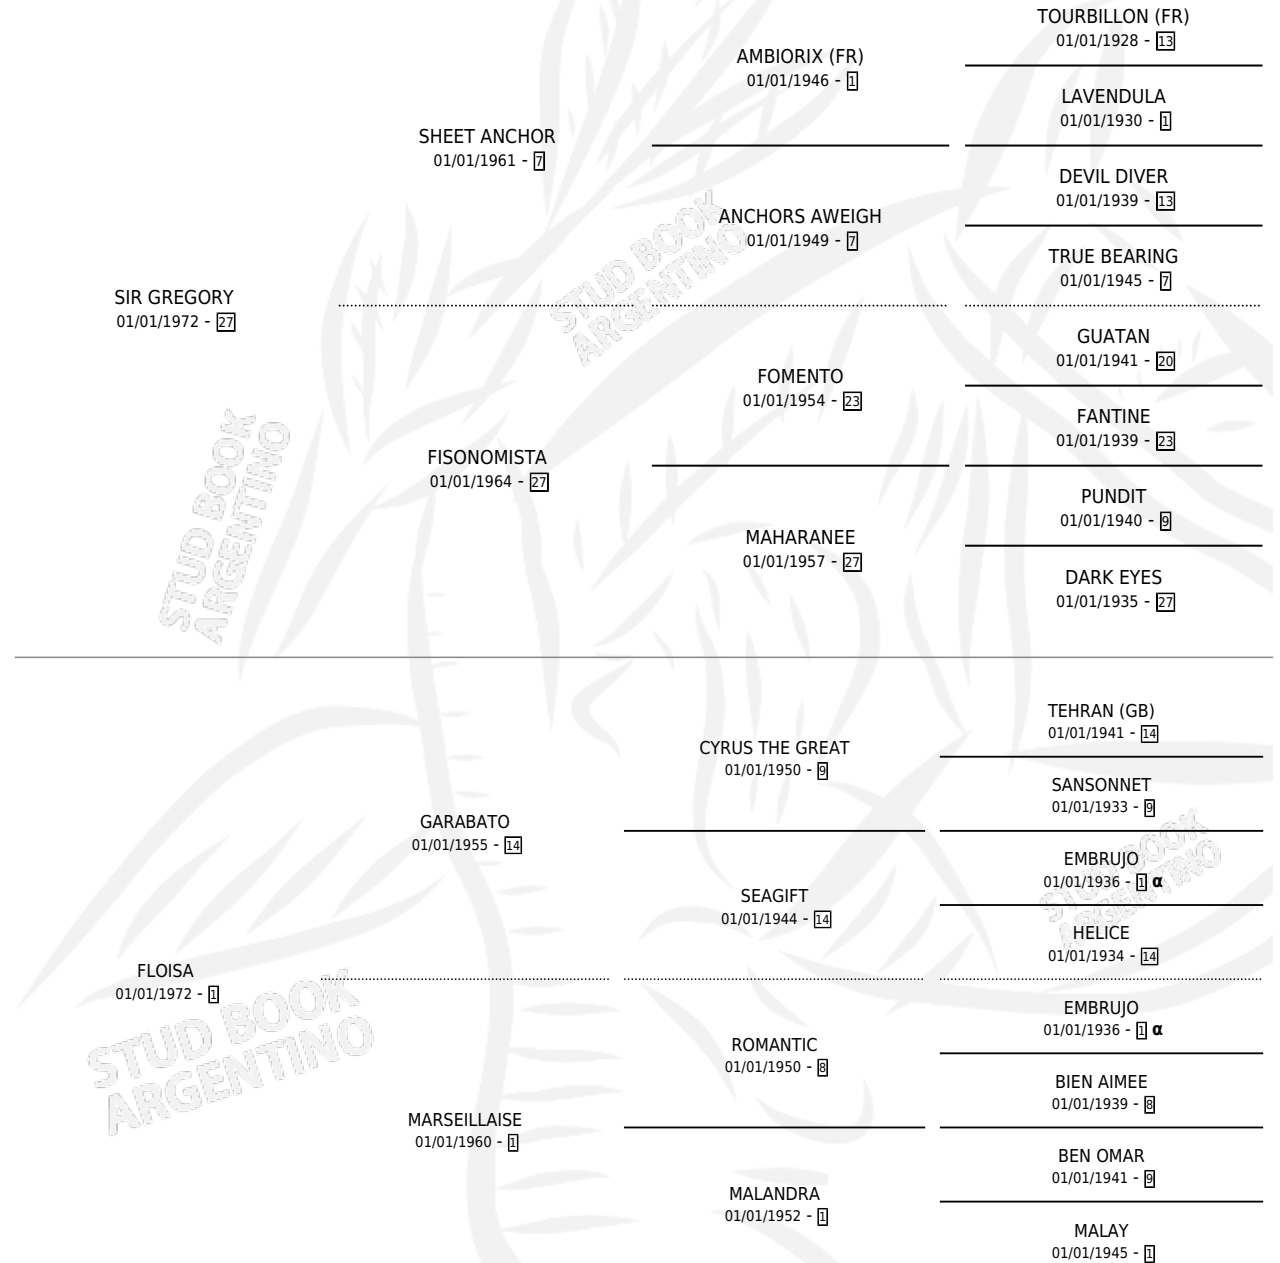 SIR GREGORY
01/01/1972 - 27
SHEET ANCHOR
01/01/1961 - 7
AMBIORIX (FR)
01/01/1946 - 1
TOURBILLON (FR)
01/01/1928 - 13
LAVENDULA
01/01/1930 - 1
ANCHORS AWEIGH
01/01/1949 - 7
DEVIL DIVER
01/01/1939 - 13
TRUE BEARING
01/01/1945 - 7
FISONOMISTA
01/01/1964 - 27
FOMENTO
01/01/1954 - 23
GUATAN
01/01/1941 - 20
FANTINE
01/01/1939 - 23
MAHARANEE
01/01/1957 - 27
PUNDIT
01/01/1940 - 9
DARK EYES
01/01/1935 - 27
FLOISA
01/01/1972 - 1
GARABATO
01/01/1955 - 14
CYRUS THE GREAT
01/01/1950 - 9
TEHRAN (GB)
01/01/1941 - 14
SANSONNET
01/01/1933 - 9
SEAGIFT
01/01/1944 - 14
EMBRUJO
01/01/1936 - 1 α
HELICE
01/01/1934 - 14
MARSEILLAISE
01/01/1960 - 1
ROMANTIC
01/01/1950 - 8
EMBRUJO
01/01/1936 - 1 α
BIEN AIMEE
01/01/1939 - 8
MALANDRA
01/01/1952 - 1
BEN OMAR
01/01/1941 - 9
MALAY
01/01/1945 - 1
STUD BOOK
ARGENTINO
STUD BOOK
ARGENTINO
STUD BOOK
ARGENTINO
STUD BOOK
ARGENTINO